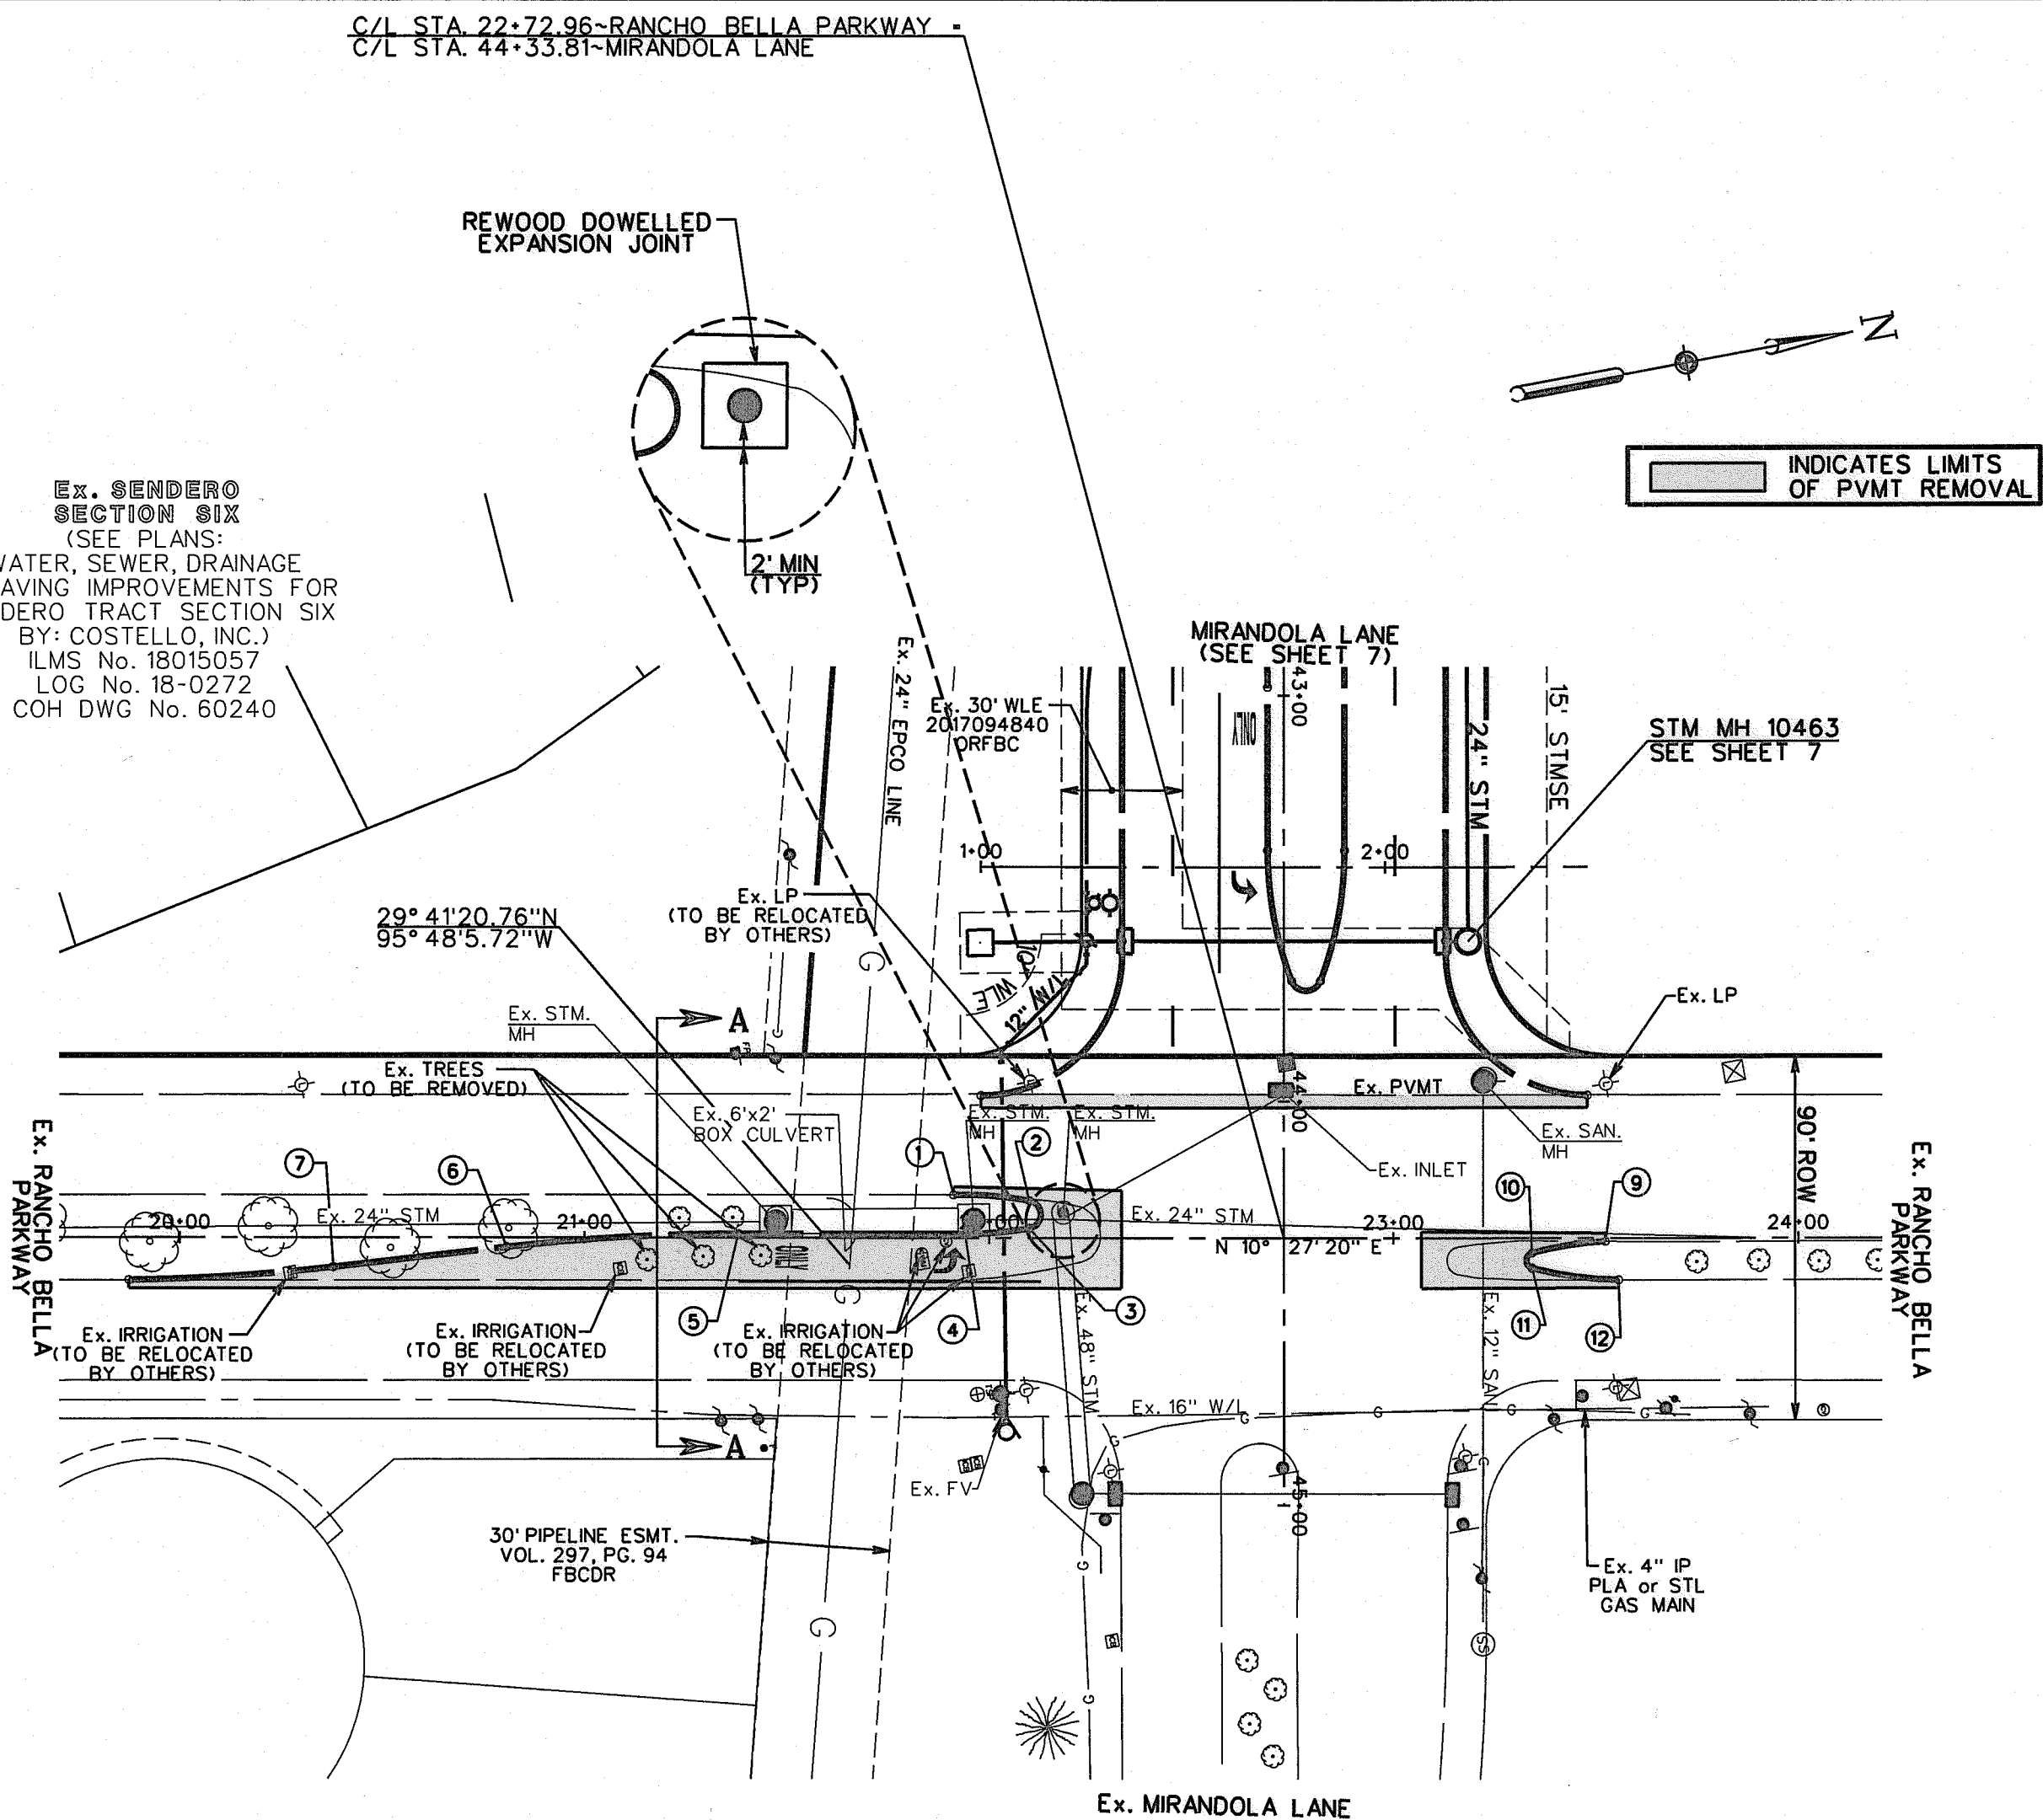 C/L STA. 22+72.96~RANCHO BELLA PARKWAY =
C/L STA. 44+33.81~MIRANDOLA LANE
REWOOD DOWELLED
EXPANSION JOINT
2' MIN
(TYP)
N
INDICATES LIMITS
OF PVMT REMOVAL
Ex. SENDERO
SECTION SIX
(SEE PLANS:
WATER, SEWER, DRAINAGE
AVING IMPROVEMENTS FOR
DERO TRACT SECTION SIX
BY: COSTELLO, INC.)
ILMS No. 18015057
LOG No. 18-0272
COH DWG No. 60240
Ex. 24" EPCO LINE
MIRANDOLA LANE
(SEE SHEET 7)
43+00
Ex. 30' WLE
2017094840
ORFBC
ONLY
24" STM
15' STMSE
STM MH 10463
SEE SHEET 7
1+00
2+00
Ex. LP
(TO BE RELOCATED
BY OTHERS)
29° 41'20.76"N
95° 48'5.72"W
G
10'
WLE
12" W/L
Ex. LP
Ex. STM.
MH
A
Ex. TREES
(TO BE REMOVED)
Ex. 6'x2'
BOX CULVERT
Ex. STM.
MH
Ex. STM.
MH
44+00
Ex. PVMT
Ex. SAN.
MH
Ex. INLET
90' ROW
Ex. RANCHO BELLA
PARKWAY
Ex. RANCHO BELLA
PARKWAY
7
6
1
2
10
9
20+00
Ex. 24" STM
21+00
Ex. 24" STM
23+00
24+00
N 10° 27'20" E
G
5
4
3
11
12
Ex. IRRIGATION
(TO BE RELOCATED
BY OTHERS)
Ex. IRRIGATION
(TO BE RELOCATED
BY OTHERS)
Ex. IRRIGATION
(TO BE RELOCATED
BY OTHERS)
Ex. 48" STM
Ex. 12" SAN
Ex. 16" W/L
G
G
G
G
A
G
G
Ex. FV
45+00
30' PIPELINE ESMT.
VOL. 297, PG. 94
FBCDR
G
Ex. 4" IP
PLA or STL
GAS MAIN
G
SS
G
Ex. MIRANDOLA LANE